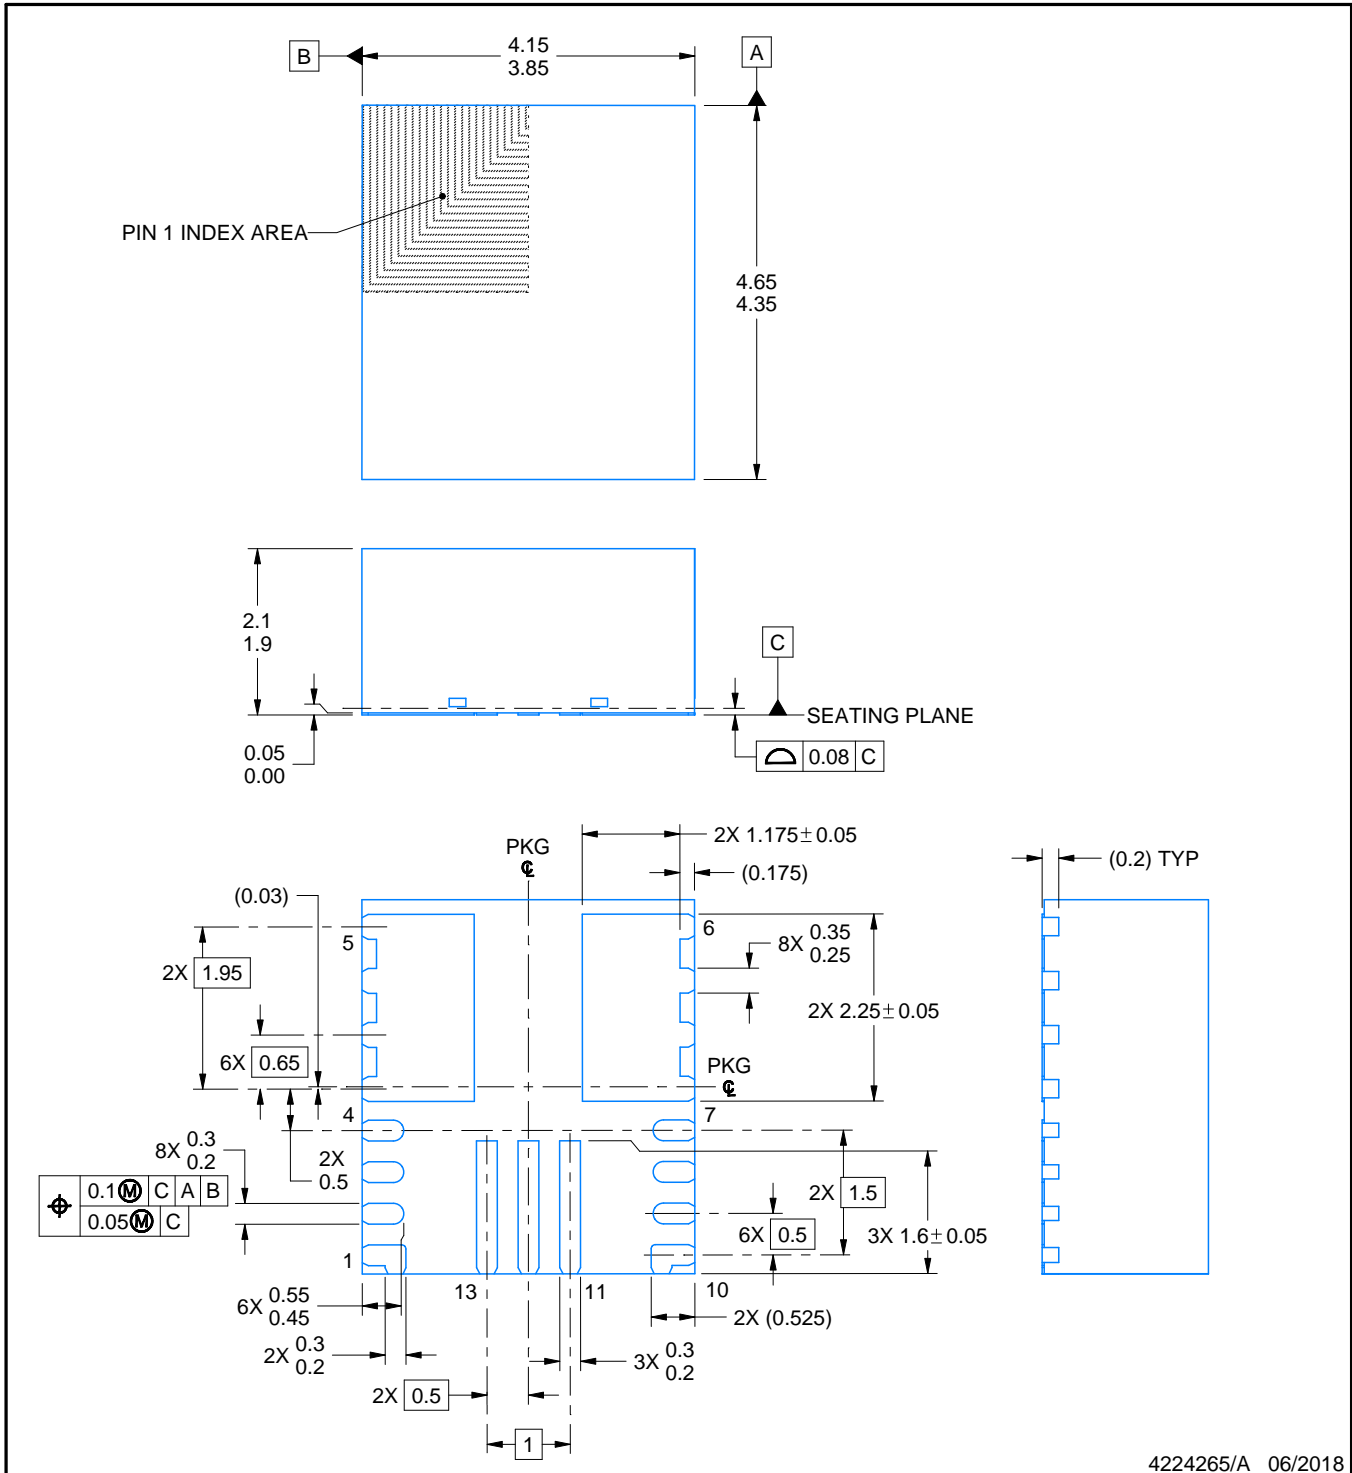 B
4.15
3.85
A
PIN 1 INDEX AREA
4.65
4.35
2.1
1.9
C
SEATING PLANE
0.05
0.00
0.08 C
PKG
2X 1.175±0.05
(0.175)
(0.2) TYP
(0.03)
5
6
8X 0.35
0.25
2X 1.95
2X 2.25±0.05
6X 0.65
PKG
4
7
8X 0.3
0.2
2X
0.5
0.1 Ⓜ C A B
0.05 Ⓜ C
2X 1.5
6X 0.5
3X 1.6±0.05
1
13
11
10
6X 0.55
0.45
2X (0.525)
2X 0.3
0.2
3X 0.3
0.2
2X 0.5
1
4224265/A 06/2018